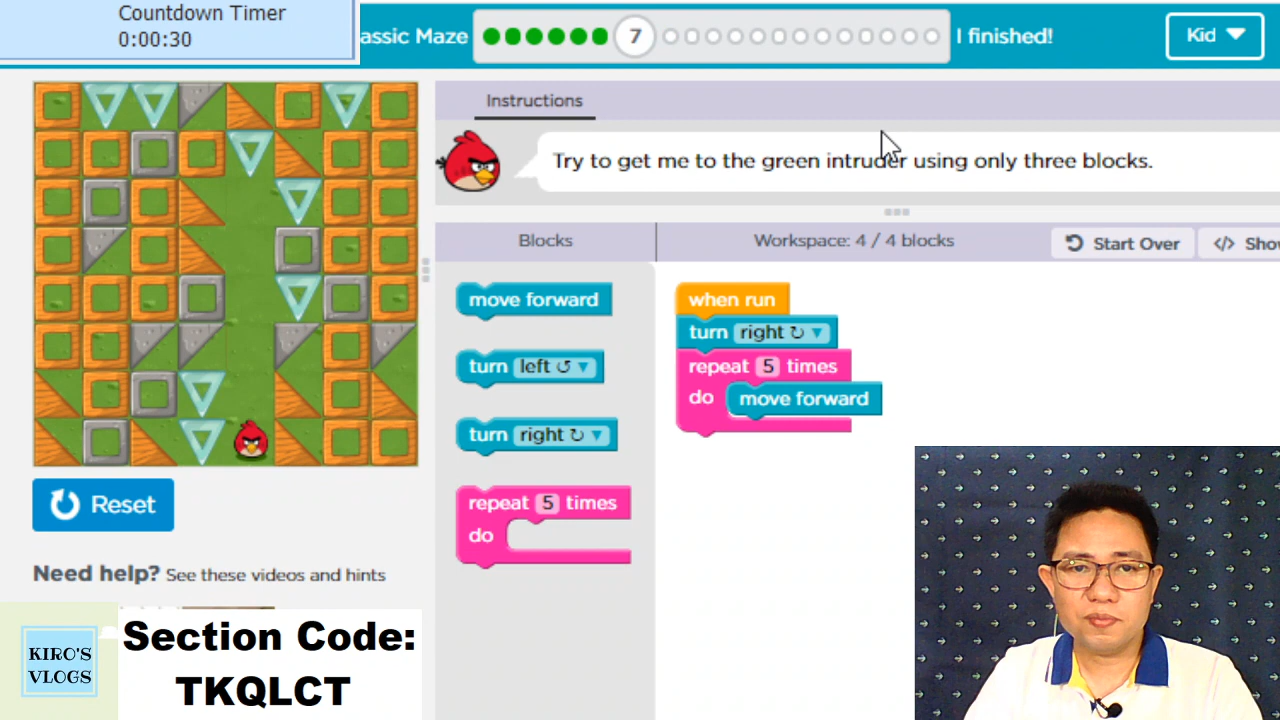 Countdown Timer
0:00:30
assic Maze
7
I finished!
Kid
Instructions
Try to get me to the green intruder using only three blocks.
Blocks
Workspace: 4 / 4 blocks
Start Over
</> Sho
move forward
turn left ↺ ▼
turn right ↻ ▼
repeat 5 times
do
when run
turn right ↻ ▼
repeat 5 times
do move forward
Reset
Need help? See these videos and hints
KIRO'S
VLOGS
Section Code:
TKQLCT